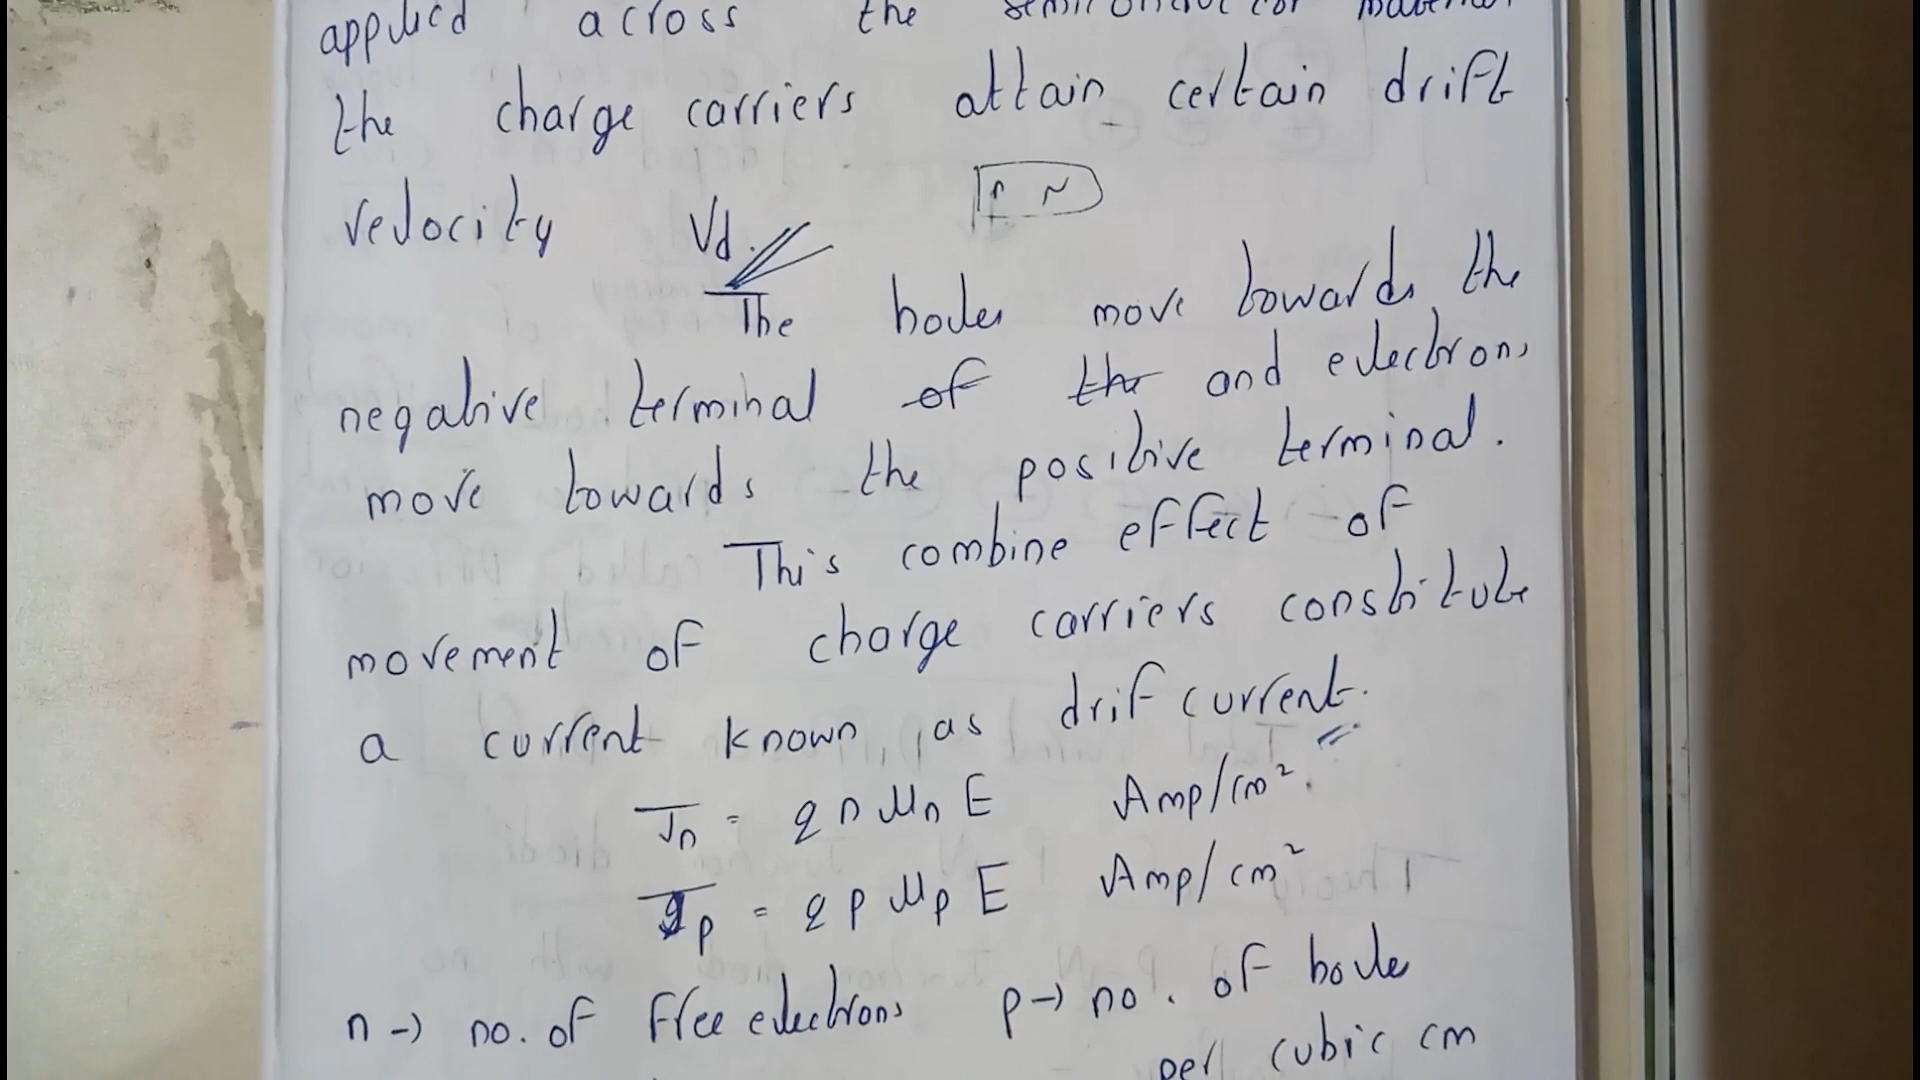 applied across the semiconductor material
the charge carriers attain certain drift
velocity Vd.
P N
The holes move towards the
negative terminal of the and electrons
move towards the positive terminal.
This combine effect of
movement of charge carriers constitute
a current known as drif current.
Jn = q n μn E Amp/cm².
Jp = q p μp E Amp/cm²
n → no. of free electrons p → no. of hole
per cubic cm